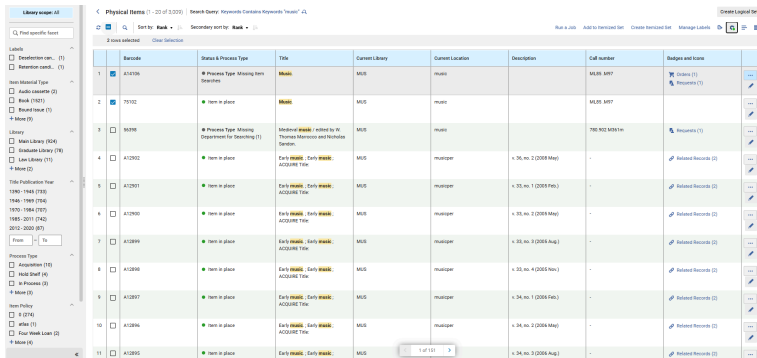 Library scope: All
Find specific facet
Labels
Deselection can... (1)
Retention candi... (1)
Item Material Type
Audio cassette (2)
Book (1521)
Bound Issue (1)
+ More (9)
Library
Main Library (924)
Graduate Library (78)
Law Library (11)
+ More (2)
Title Publication Year
1290 - 1945 (733)
1946 - 1969 (704)
1970 - 1984 (707)
1985 - 2011 (742)
2012 - 2020 (87)
From – To
Process Type
Acquisition (10)
Hold Shelf (4)
In Process (3)
+ More (3)
Item Policy
0 (274)
atlas (1)
Four Week Loan (2)
+ More (4)
Physical Items (1 - 20 of 3,009) Search Query: Keywords Contains Keywords "music"
Create Logical Set
Sort by: Rank Secondary sort by: Rank
Run a Job Add to Itemized Set Create Itemized Set Manage Labels
2 rows selected Clear Selection
Barcode Status & Process Type Title Current Library Current Location Description Call number Badges and Icons
1 A14106 Process Type Missing Item Searches Music. MUS music ML85 .M97 Orders (1)
Requests (1)
2 75102 Item in place Music. MUS music ML85 .M97
3 56398 Process Type Missing Department for Searching (1) Medieval music / edited by W. Thomas Marrocco and Nicholas Sandon. MUS music 780.902 M361m Requests (1)
4 A12902 Item in place Early music. ; Early music. ; ACQUIRE Title: MUS musicper v. 36, no. 2 (2008 May) - Related Records (2)
5 A12901 Item in place Early music. ; Early music. ; ACQUIRE Title: MUS musicper v. 33, no. 1 (2005 Feb.) - Related Records (2)
6 A12900 Item in place Early music. ; Early music. ; ACQUIRE Title: MUS musicper v. 33, no. 2 (2005 May) - Related Records (2)
7 A12899 Item in place Early music. ; Early music. ; ACQUIRE Title: MUS musicper v. 33, no. 3 (2005 Aug.) - Related Records (2)
8 A12898 Item in place Early music. ; Early music. ; ACQUIRE Title: MUS musicper v. 33, no. 4 (2005 Nov.) - Related Records (2)
9 A12897 Item in place Early music. ; Early music. ; ACQUIRE Title: MUS musicper v. 34, no. 1 (2006 Feb.) - Related Records (2)
10 A12896 Item in place Early music. ; Early music. ; ACQUIRE Title: MUS musicper v. 34, no. 2 (2006 May) - Related Records (2)
11 A12895 Item in place Early music. ; Early music. ; MUS musicper v. 34, no. 3 (2006 Aug.) - Related Records (2)
1 of 151